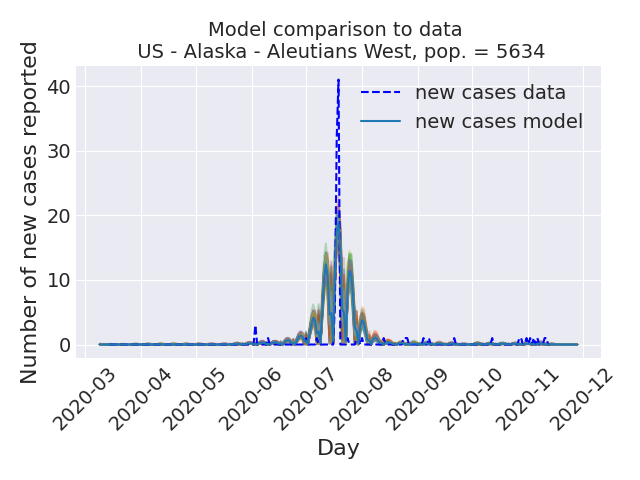 Model comparison to data
US - Alaska - Aleutians West, pop. = 5634
Number of new cases reported
40
30
20
10
0
new cases data
new cases model
2020-03
2020-04
2020-05
2020-06
2020-07
2020-08
2020-09
2020-10
2020-11
2020-12
Day